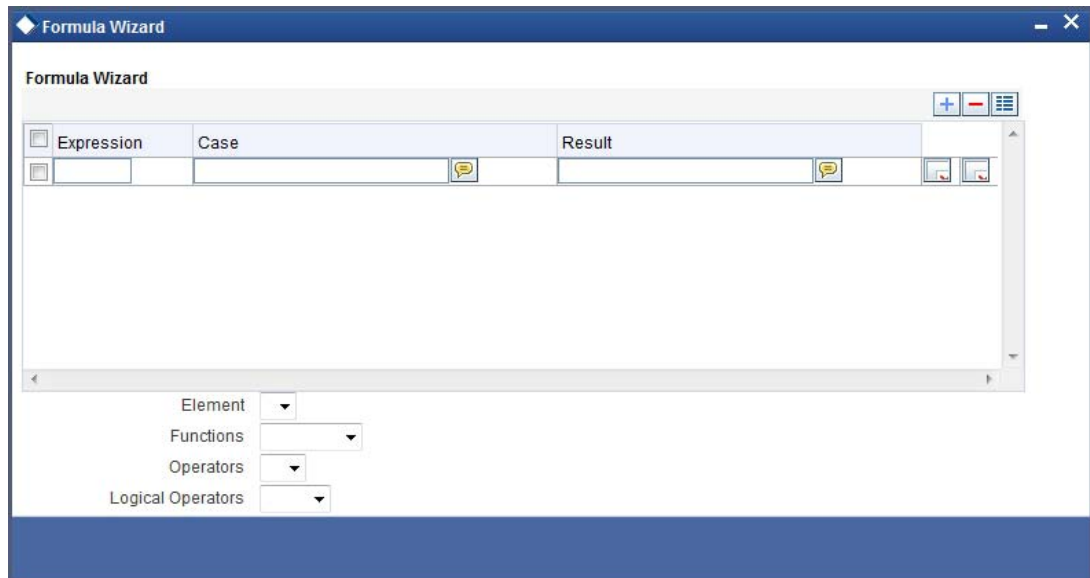 Formula Wizard
Formula Wizard
Expression Case Result
Element
Functions
Operators
Logical Operators